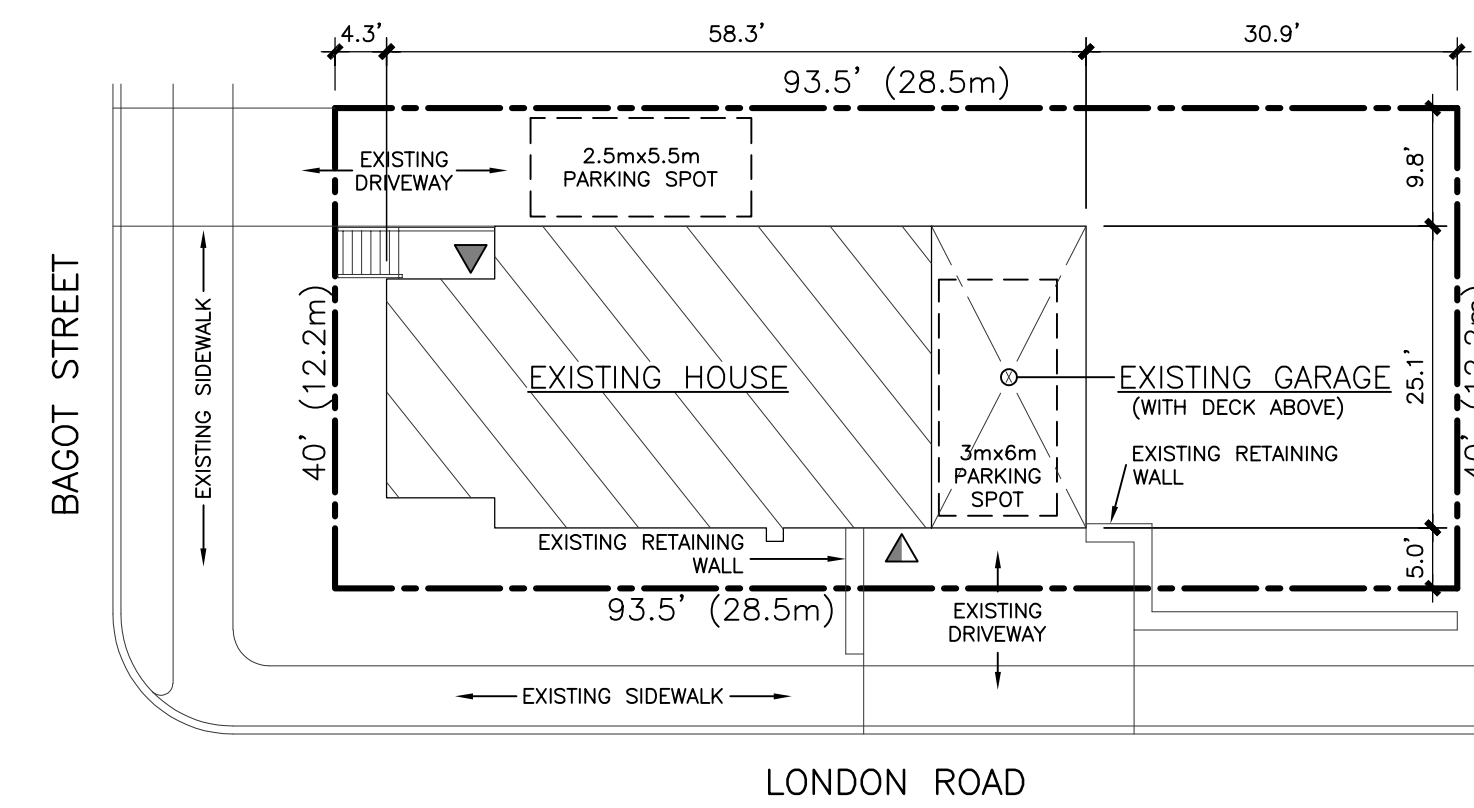 4.3'
58.3'
30.9'
93.5' (28.5m)
EXISTING
DRIVEWAY
2.5mx5.5m
PARKING SPOT
9.8'
BAGOT STREET
EXISTING SIDEWALK
40' (12.2m)
EXISTING HOUSE
X
EXISTING GARAGE
(WITH DECK ABOVE)
25.1'
3mx6m
PARKING
SPOT
EXISTING RETAINING
WALL
EXISTING RETAINING
WALL
5.0'
93.5' (28.5m)
EXISTING
DRIVEWAY
EXISTING SIDEWALK
LONDON ROAD